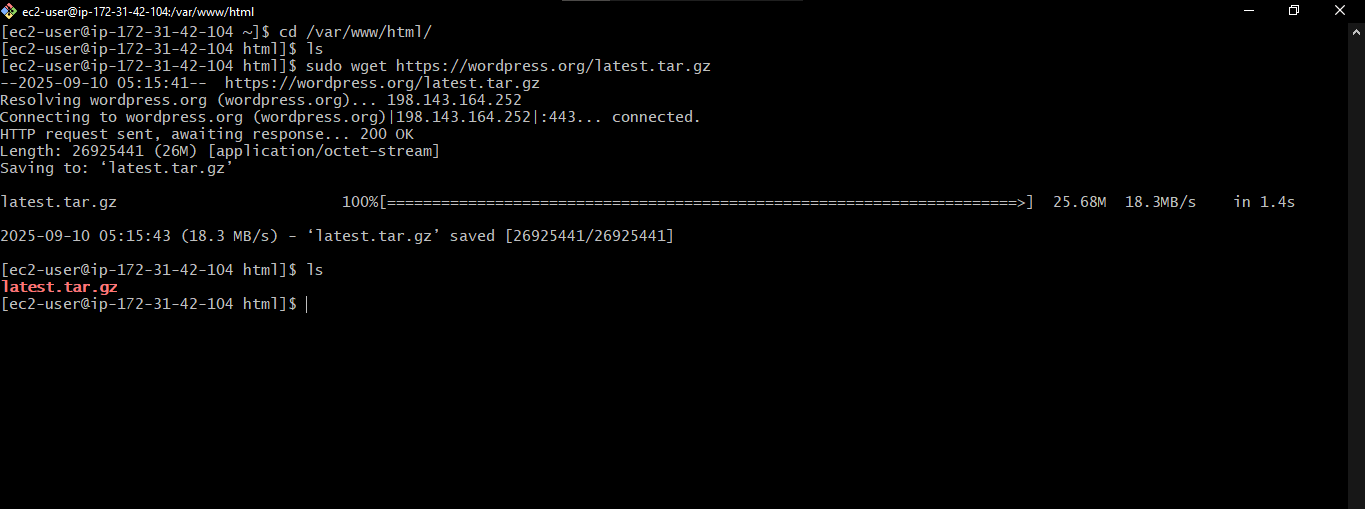 ec2-user@ip-172-31-42-104:/var/www/html
[ec2-user@ip-172-31-42-104 ~]$ cd /var/www/html/
[ec2-user@ip-172-31-42-104 html]$ ls
[ec2-user@ip-172-31-42-104 html]$ sudo wget https://wordpress.org/latest.tar.gz
--2025-09-10 05:15:41--  https://wordpress.org/latest.tar.gz
Resolving wordpress.org (wordpress.org)... 198.143.164.252
Connecting to wordpress.org (wordpress.org)|198.143.164.252|:443... connected.
HTTP request sent, awaiting response... 200 OK
Length: 26925441 (26M) [application/octet-stream]
Saving to: ‘latest.tar.gz’
latest.tar.gz                         100%[======================================================================>]  25.68M  18.3MB/s    in 1.4s
2025-09-10 05:15:43 (18.3 MB/s) - ‘latest.tar.gz’ saved [26925441/26925441]
[ec2-user@ip-172-31-42-104 html]$ ls
latest.tar.gz
[ec2-user@ip-172-31-42-104 html]$